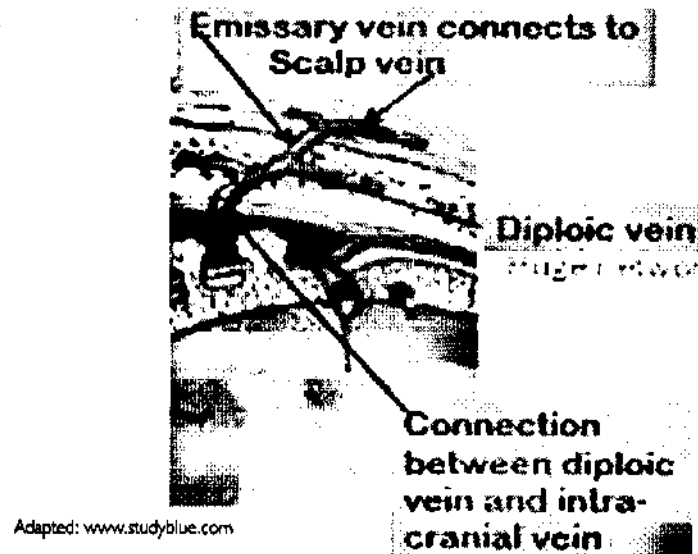 Emissary vein connects to
Scalp vein
Diploic vein
Connection
between diploic
vein and intra-
cranial vein
Adapted: www.studyblue.com